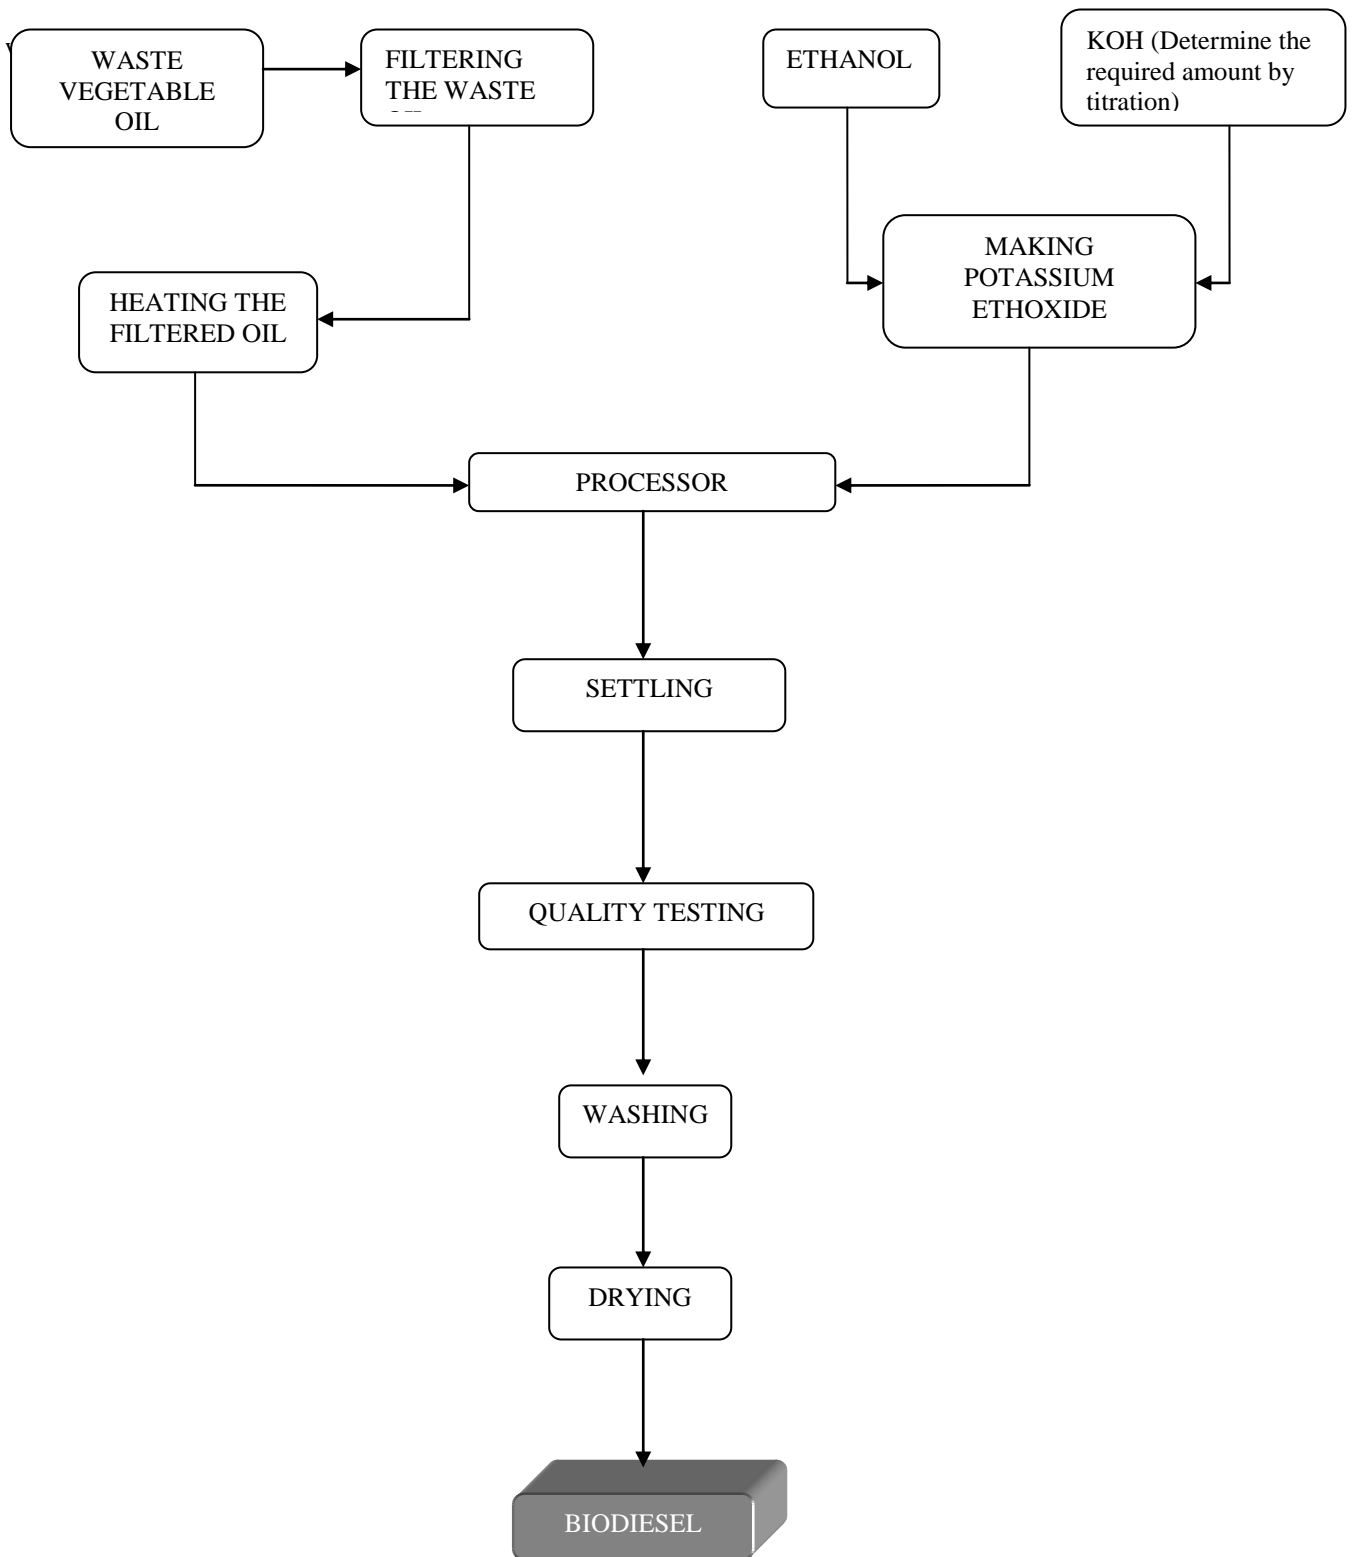 WASTE
VEGETABLE
OIL
FILTERING
THE WASTE
ETHANOL
KOH (Determine the
required amount by
titration)
MAKING
POTASSIUM
ETHOXIDE
HEATING THE
FILTERED OIL
PROCESSOR
SETTLING
QUALITY TESTING
WASHING
DRYING
BIODIESEL